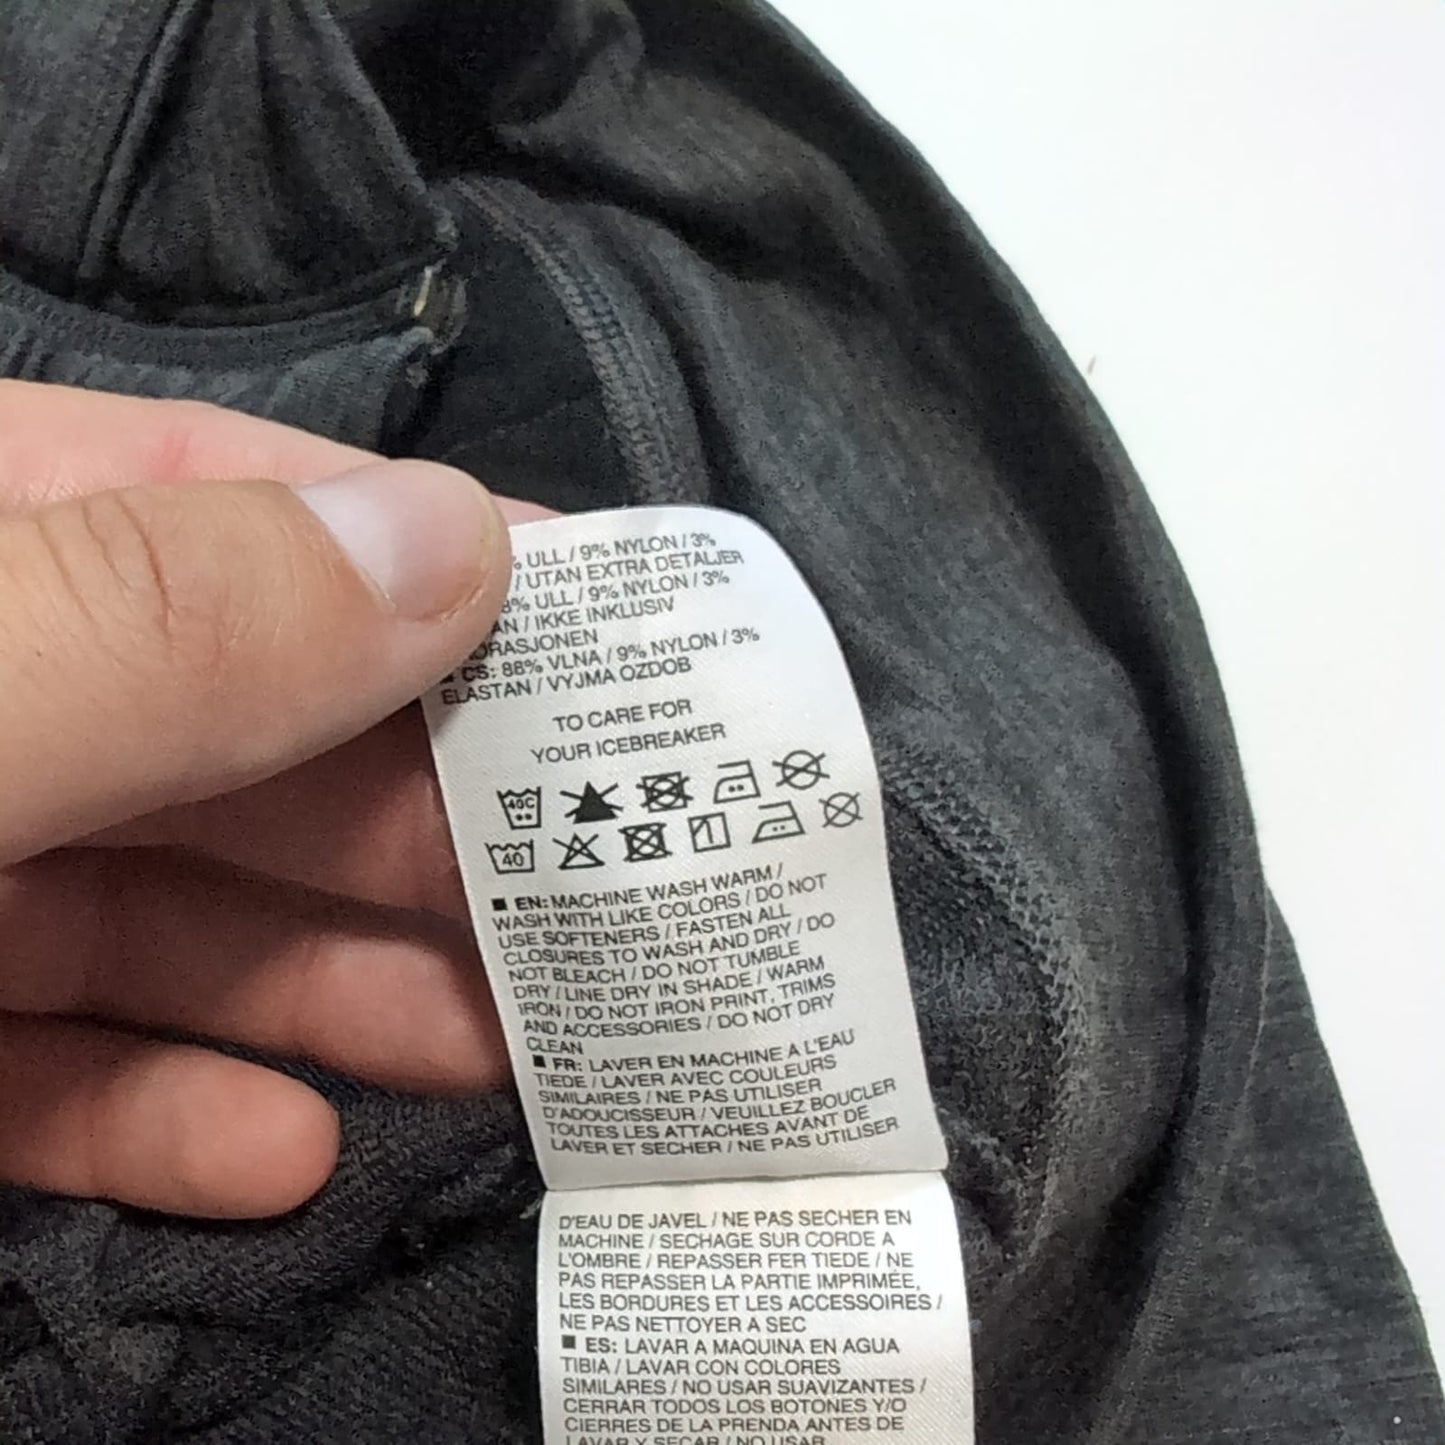 % ULL / 9% NYLON / 3%
/ UTAN EXTRA DETALJER
8% ULL / 9% NYLON / 3%
AN / IKKE INKLUSIV
ORASJONEN
■ CS: 88% VLNA / 9% NYLON / 3%
ELASTAN / VYJMA OZDOB
TO CARE FOR
YOUR ICEBREAKER
40C
40
■ EN: MACHINE WASH WARM /
WASH WITH LIKE COLORS / DO NOT
USE SOFTENERS / FASTEN ALL
CLOSURES TO WASH AND DRY / DO
NOT BLEACH / DO NOT TUMBLE
DRY / LINE DRY IN SHADE / WARM
IRON / DO NOT IRON PRINT, TRIMS
AND ACCESSORIES / DO NOT DRY
CLEAN
■ FR: LAVER EN MACHINE A L'EAU
TIEDE / LAVER AVEC COULEURS
SIMILAIRES / NE PAS UTILISER
D'ADOUCISSEUR / VEUILLEZ BOUCLER
TOUTES LES ATTACHES AVANT DE
LAVER ET SECHER / NE PAS UTILISER
D'EAU DE JAVEL / NE PAS SECHER EN
MACHINE / SECHAGE SUR CORDE A
L'OMBRE / REPASSER FER TIEDE / NE
PAS REPASSER LA PARTIE IMPRIMÉE,
LES BORDURES ET LES ACCESSOIRES /
NE PAS NETTOYER A SEC
■ ES: LAVAR A MAQUINA EN AGUA
TIBIA / LAVAR CON COLORES
SIMILARES / NO USAR SUAVIZANTES /
CERRAR TODOS LOS BOTONES Y/O
CIERRES DE LA PRENDA ANTES DE
LAVAR Y SECAR / NO USAR